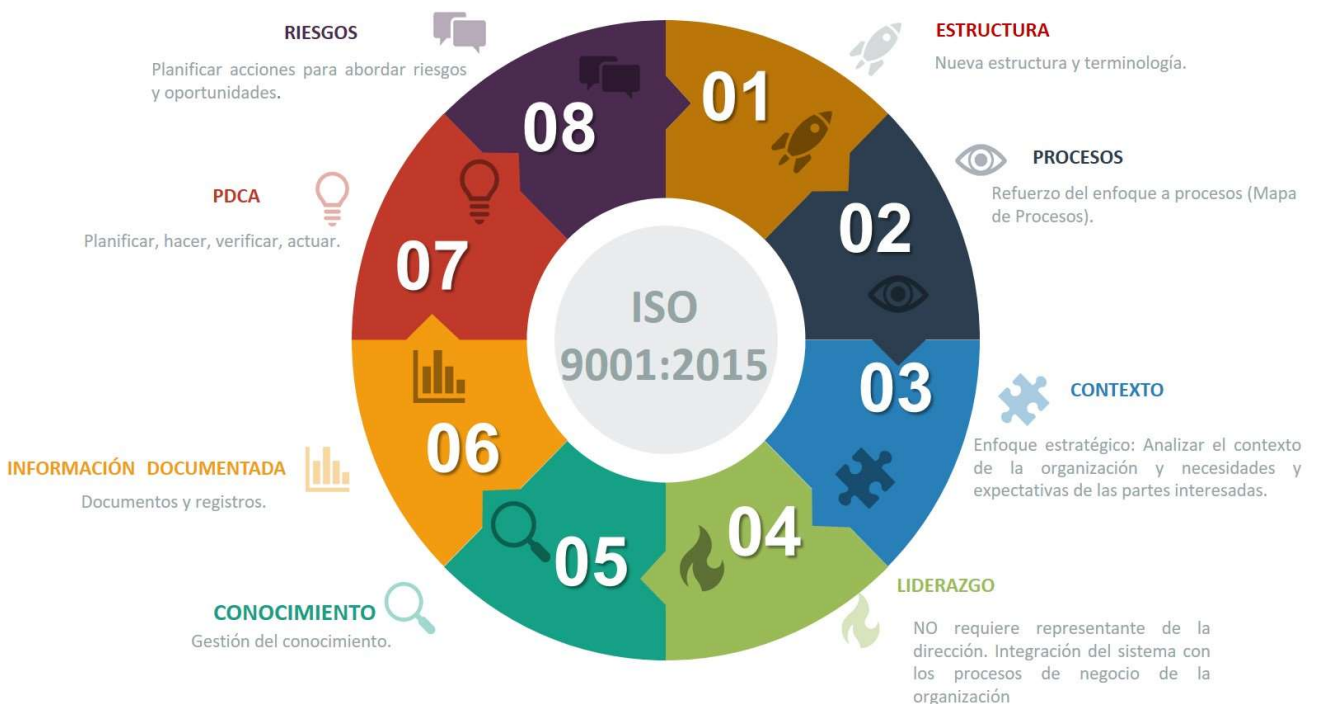 ISO
9001:2015
01
ESTRUCTURA
Nueva estructura y terminología.
02
PROCESOS
Refuerzo del enfoque a procesos (Mapa
de Procesos).
03
CONTEXTO
Enfoque estratégico: Analizar el contexto
de la organización y necesidades y
expectativas de las partes interesadas.
04
LIDERAZGO
NO requiere representante de la
dirección. Integración del sistema con
los procesos de negocio de la
organización
05
CONOCIMIENTO
Gestión del conocimiento.
06
INFORMACIÓN DOCUMENTADA
Documentos y registros.
07
PDCA
Planificar, hacer, verificar, actuar.
08
RIESGOS
Planificar acciones para abordar riesgos
y oportunidades.